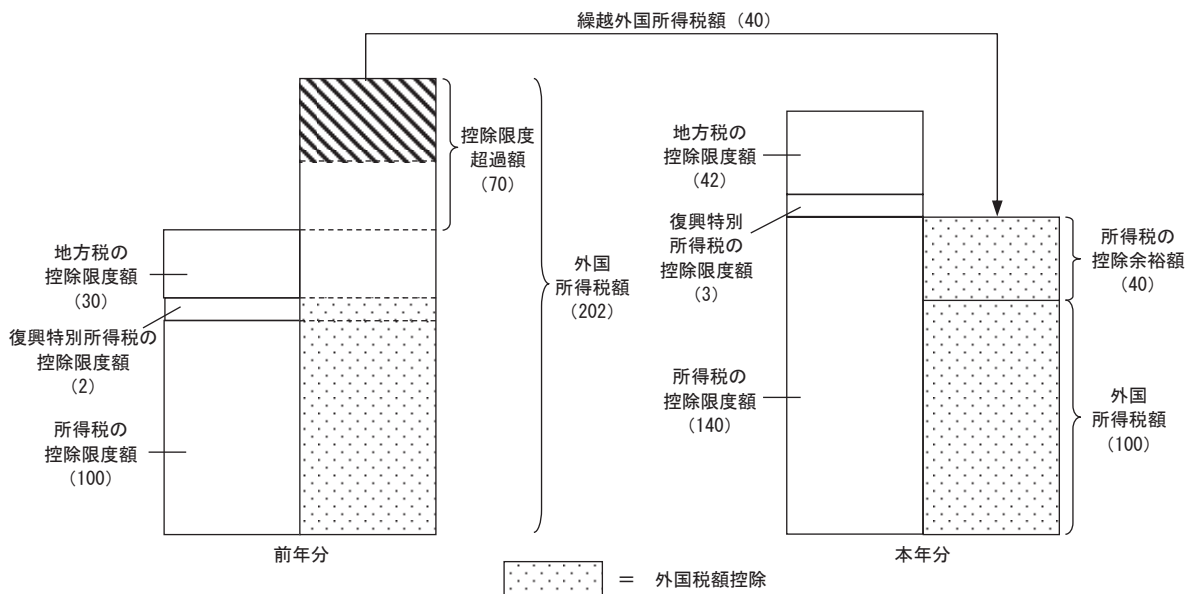 繰越外国所得税額（40）
控除限度
超過額
（70）
外国
所得税額
（202）
地方税の
控除限度額
（30）
復興特別所得税の
控除限度額
（2）
所得税の
控除限度額
（100）
前年分
地方税の
控除限度額
（42）
復興特別
所得税の
控除限度額
（3）
所得税の
控除限度額
（140）
所得税の
控除余裕額
（40）
外国
所得税額
（100）
本年分
＝ 外国税額控除